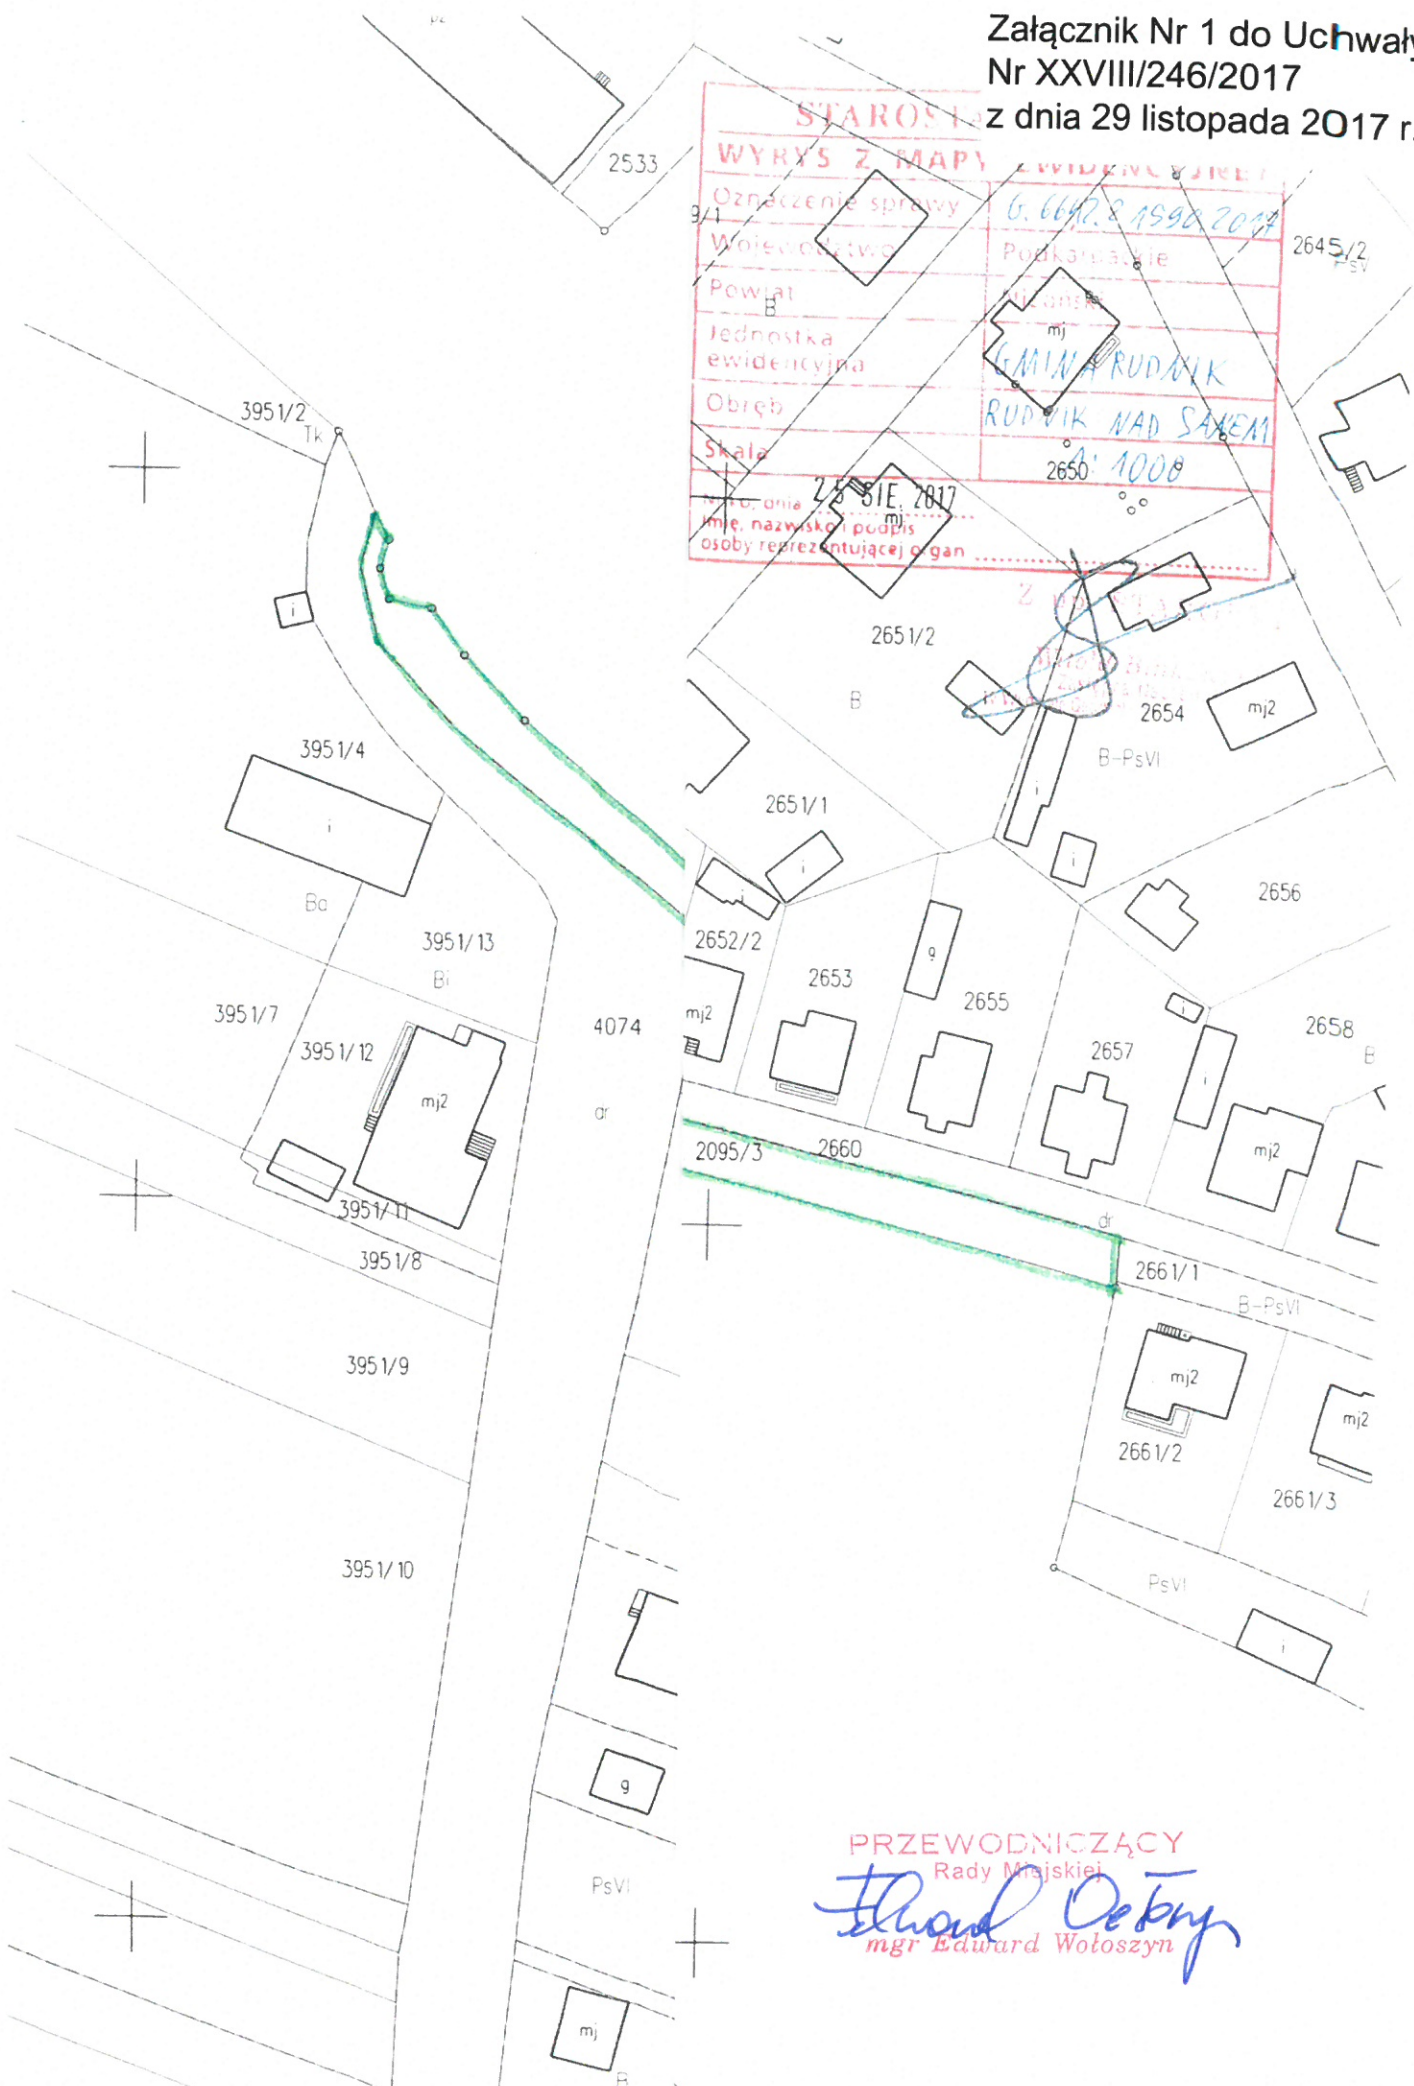 Załącznik Nr 1 do Uchwały
Nr XXVIII/246/2017
z dnia 29 listopada 2017 r.
WYRYS Z MAPY EWIDENCYJNEJ
Oznaczenie sprawy
G. 6642.2.1590.2017
Województwo
Podkarpackie
Powiat
Niżański
Jednostka
ewidencyjna
GMINA RUDNIK
Obręb
RUDNIK NAD SANEM
Skala
1:1000
dnia 25 SIE. 2017
Imię, nazwisko i podpis
osoby reprezentującej organ
2533
9/1
B
mj
2645/2
PsV
3951/2
Tk
2650
mj
i
2651/2
B
2654
mj2
B-PsVI
3951/4
i
2651/1
i
i
i
i
2656
Ba
3951/13
Bi
2652/2
g
2653
2655
3951/7
3951/12
4074
mj2
2657
i
i
2658
B
mj2
dr
mj2
2095/3
2660
3951/11
3951/8
dr
2661/1
B-PsVI
3951/9
mj2
mj2
2661/2
2661/3
3951/10
PsVI
i
g
PsVI
PRZEWODNICZĄCY
Rady Miejskiej
mgr Edward Wołoszyn
mj
B